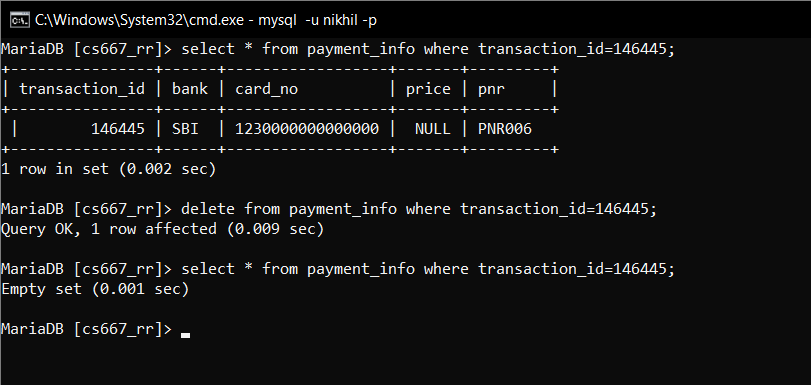 C:\Windows\System32\cmd.exe - mysql  -u nikhil -p
MariaDB [cs667_rr]> select * from payment_info where transaction_id=146445;
+----------------+------+------------------+-------+---------+
| transaction_id | bank | card_no          | price | pnr     |
+----------------+------+------------------+-------+---------+
|         146445 | SBI  | 1230000000000000 |  NULL | PNR006
+----------------+------+------------------+-------+---------+
1 row in set (0.002 sec)
MariaDB [cs667_rr]> delete from payment_info where transaction_id=146445;
Query OK, 1 row affected (0.009 sec)
MariaDB [cs667_rr]> select * from payment_info where transaction_id=146445;
Empty set (0.001 sec)
MariaDB [cs667_rr]>